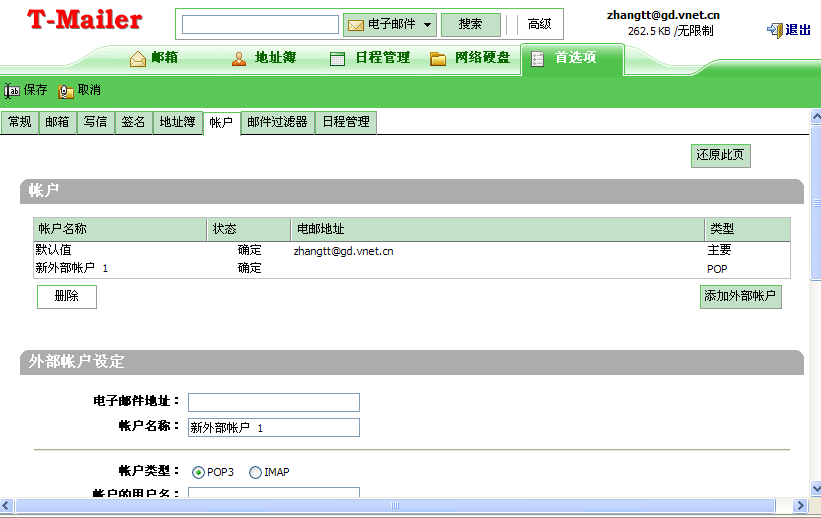 T-Mailer
电子邮件 搜索 高级
zhangtt@gd.vnet.cn
262.5 KB /无限制
退出
邮箱 地址簿 日程管理 网络硬盘 首选项
保存 取消
常规 邮箱 写信 签名 地址簿 帐户 邮件过滤器 日程管理
还原此页
帐户
帐户名称 状态 电邮地址 类型
默认值 确定 zhangtt@gd.vnet.cn 主要
新外部帐户 1 确定 POP
删除 添加外部帐户
外部帐户设定
电子邮件地址：
帐户名称： 新外部帐户 1
帐户类型： POP3 IMAP
帐户的用户名：